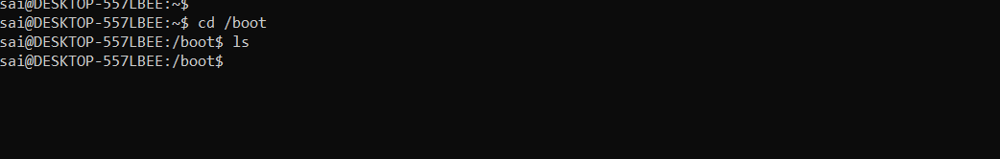 sai@DESKTOP-557LBEE:~$
sai@DESKTOP-557LBEE:~$ cd /boot
sai@DESKTOP-557LBEE:/boot$ ls
sai@DESKTOP-557LBEE:/boot$